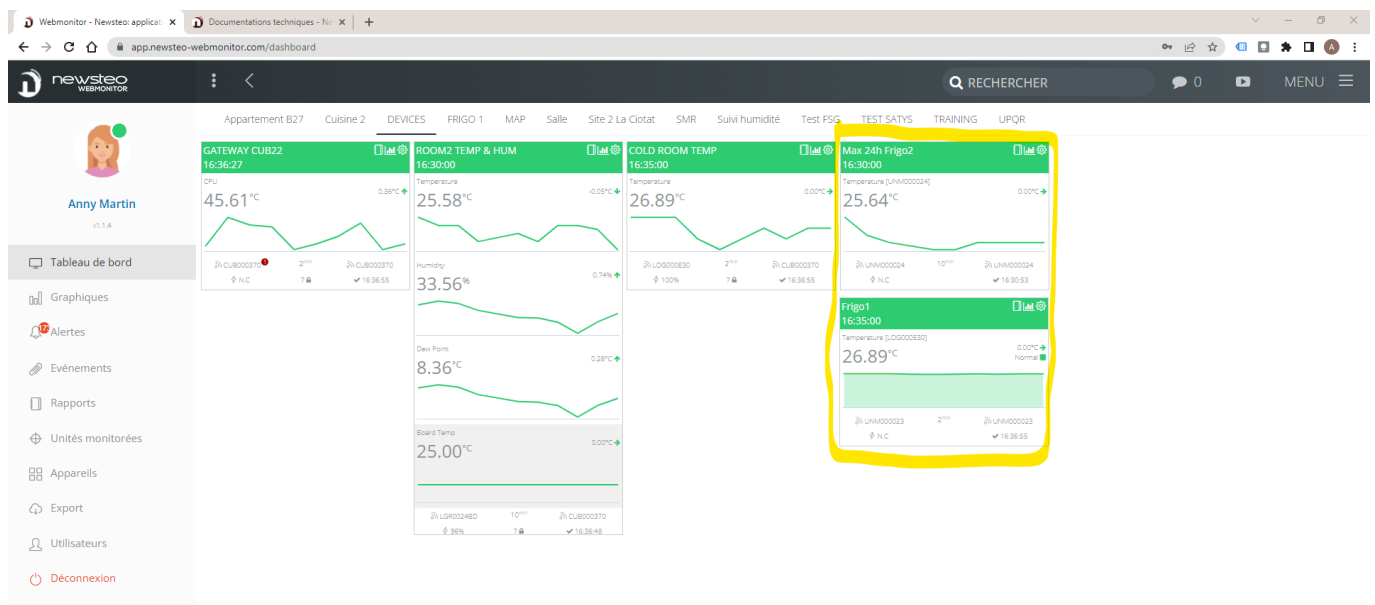 Webmonitor - Newsteo: applicati
Documentations techniques - Ne
app.newsteo-webmonitor.com/dashboard
A
newsteo
WEBMONITOR
RECHERCHER
0
MENU
Anny Martin
v1.1.4
Tableau de bord
Graphiques
Alertes
Evénements
Rapports
Unités monitorées
Appareils
Export
Utilisateurs
Déconnexion
Appartement B27 Cuisine 2 DEVICES FRIGO 1 MAP Salle Site 2 La Ciotat SMR Suivi humidité Test FSG TEST SATYS TRAINING UPQR
GATEWAY CUB22
16:36:27
CPU
45.61°C
0.36°C
CUB000370 2min CUB000370
N.C 7 16:36:55
ROOM2 TEMP & HUM
16:30:00
Temperature
25.58°C
-0.05°C
Humidity
33.56%
0.74%
Dew Point
8.36°C
0.28°C
Board Temp
25.00°C
0.00°C
LGR0024BD 10min CUB000370
96% 7 16:36:48
COLD ROOM TEMP
16:35:00
Temperature
26.89°C
0.00°C
LOG000E30 2min CUB000370
100% 7 16:36:55
Max 24h Frigo2
16:30:00
Temperature [UNM000024]
25.64°C
0.00°C
UNM000024 10min UNM000024
N.C 16:30:53
Frigo1
16:35:00
Temperature [LOG000E30]
26.89°C
0.00°C
Normal
UNM000023 2min UNM000023
N.C 16:36:55